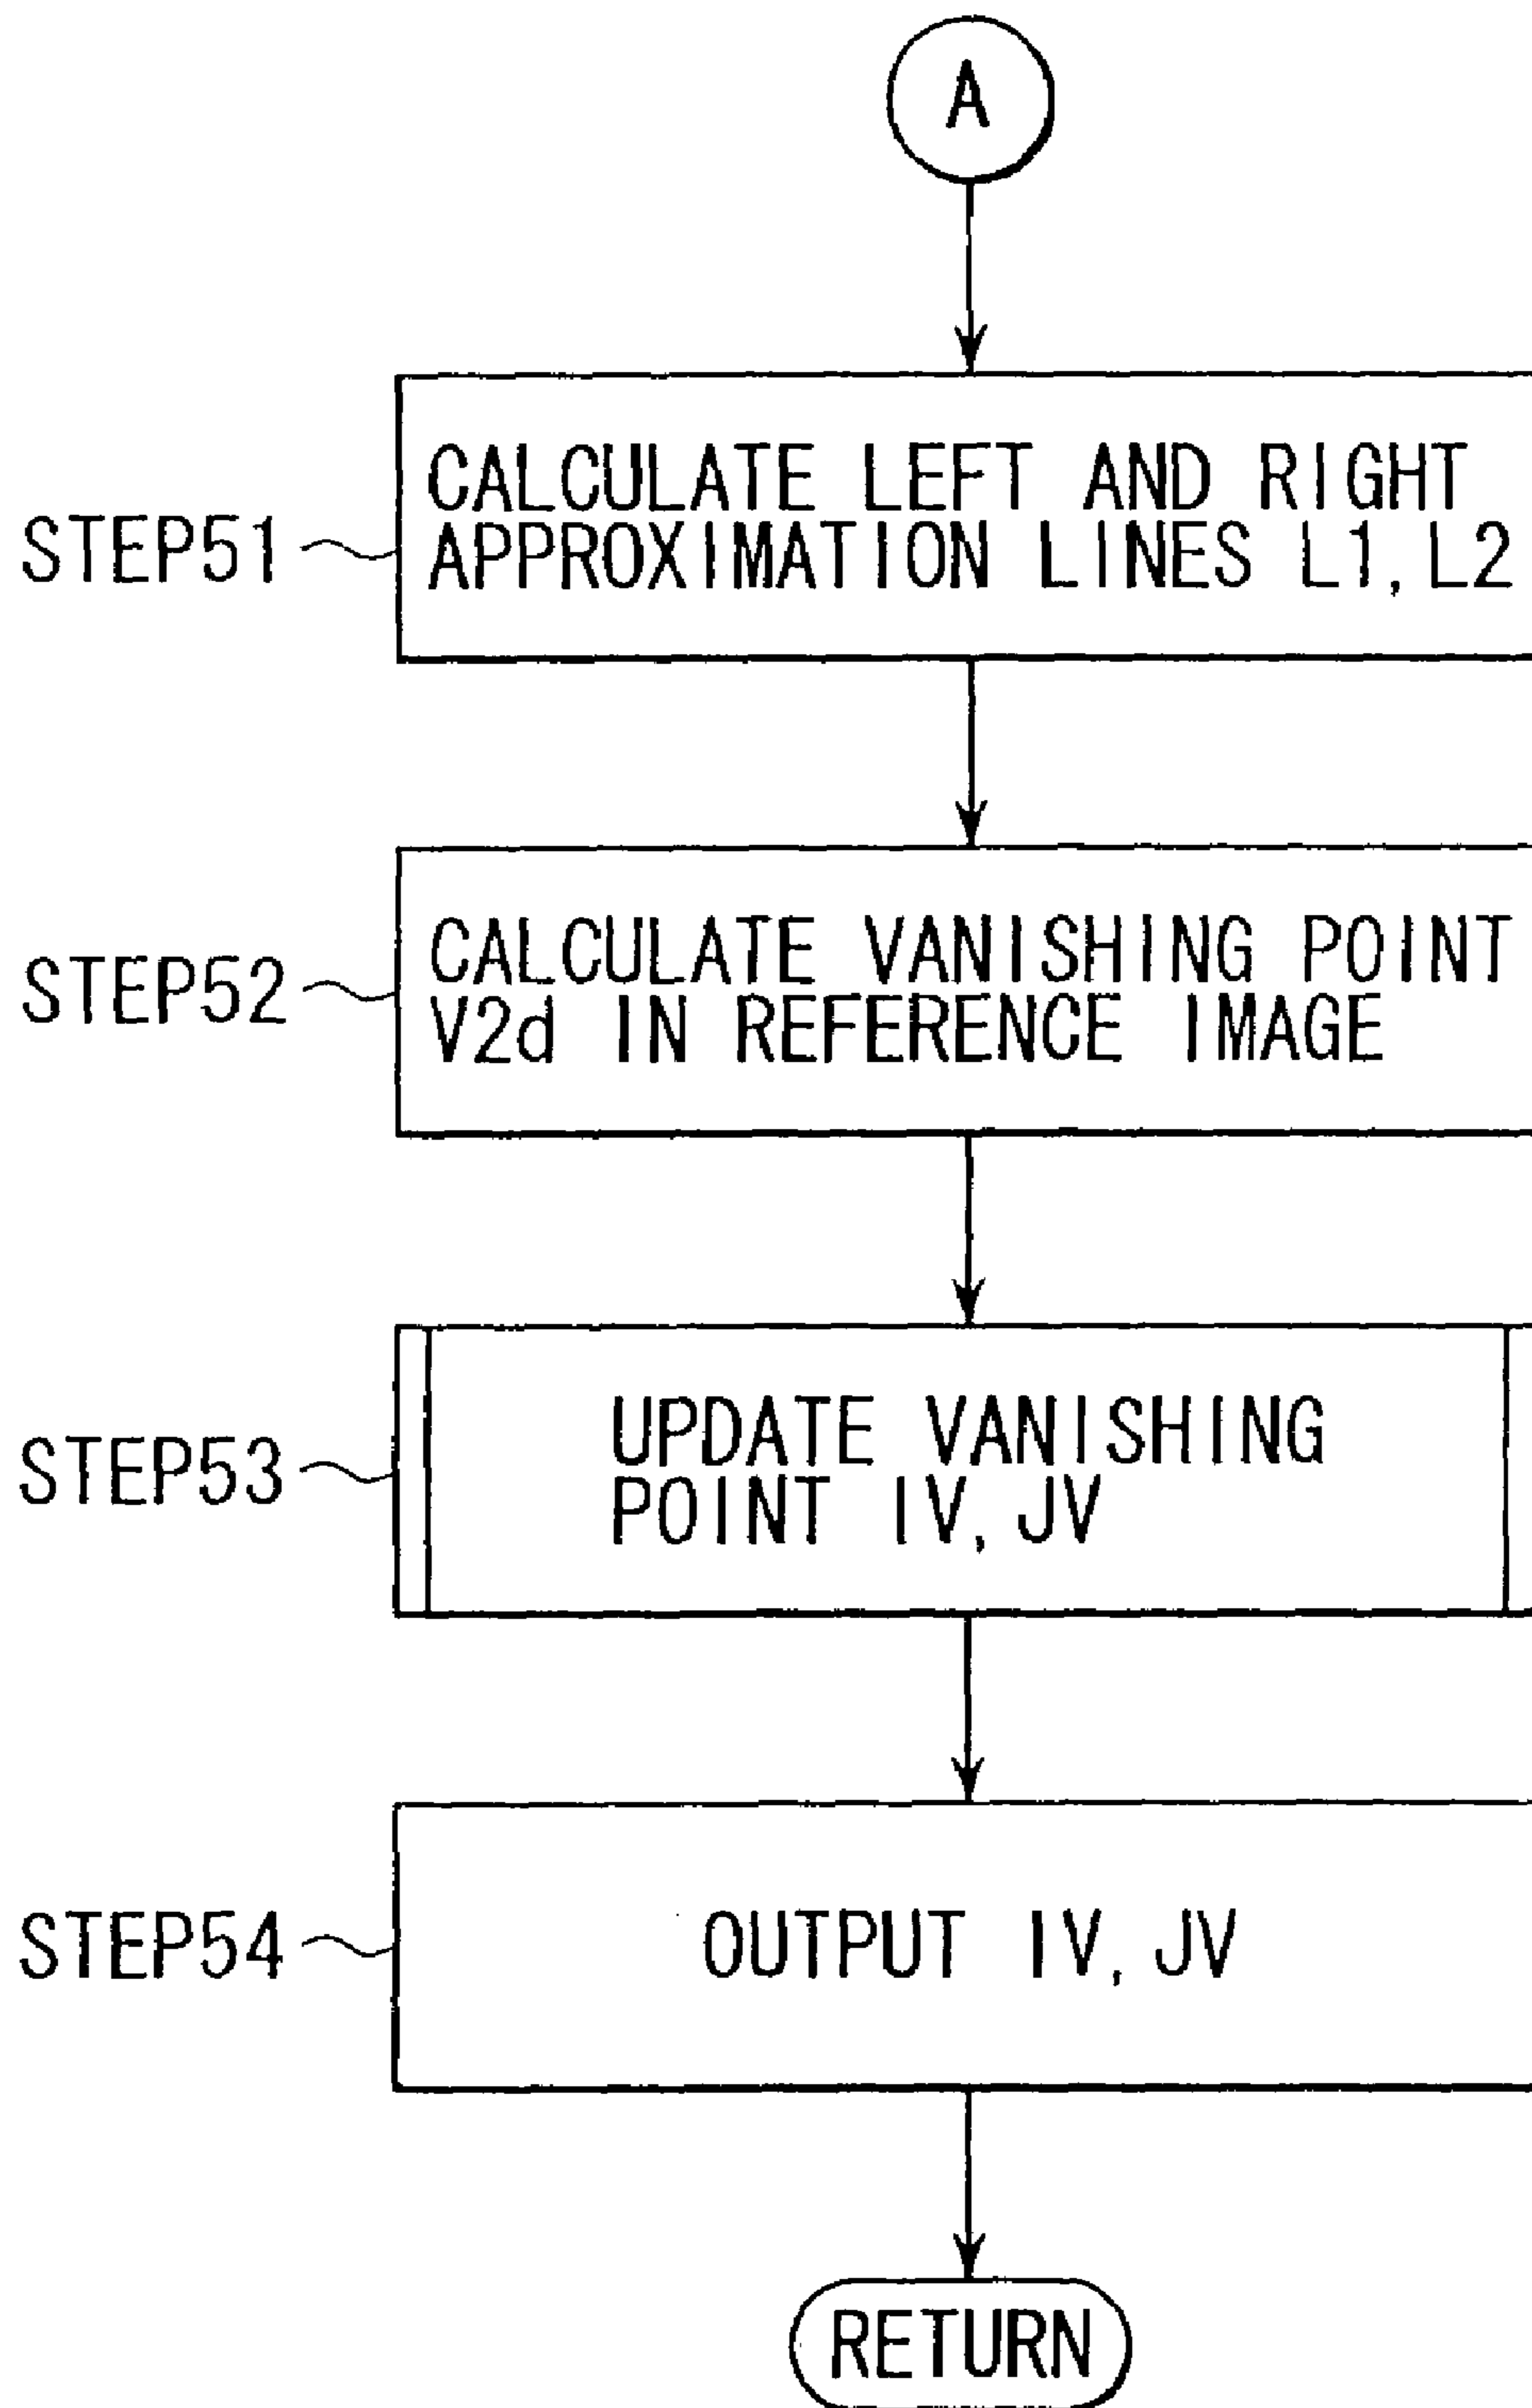 A
STEP51
CALCULATE LEFT AND RIGHT
APPROXIMATION LINES L1, L2
STEP52
CALCULATE VANISHING POINT
V2d IN REFERENCE IMAGE
STEP53
UPDATE VANISHING
POINT IV, JV
STEP54
OUTPUT IV, JV
RETURN